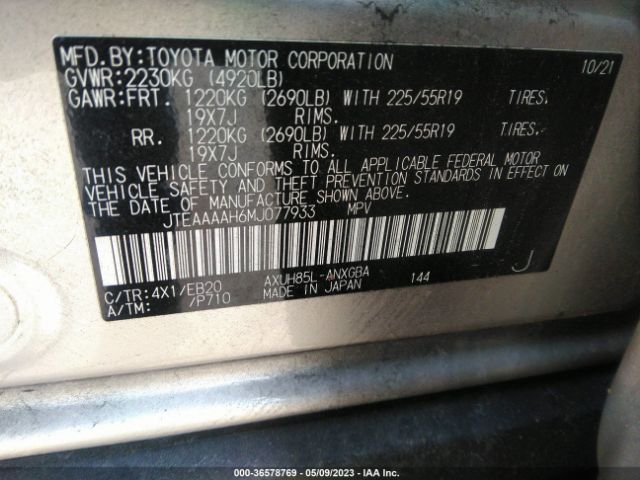 MFD.BY:TOYOTA MOTOR CORPORATION 10/21
GVWR:2230KG (4920LB)
GAWR:FRT. 1220KG (2690LB) WITH 225/55R19 TIRES.
19X7J RIMS.
RR. 1220KG (2690LB) WITH 225/55R19 TIRES.
19X7J RIMS.
THIS VEHICLE CONFORMS TO ALL APPLICABLE FEDERAL MOTOR
VEHICLE SAFETY AND THEFT PREVENTION STANDARDS IN EFFECT ON
THE DATE OF MANUFACTURE SHOWN ABOVE.
JTEAAAAH6MJ077933 MPV
C/TR:4X1/EB20 AXUH85L-ANXGBA 144 J
A/TM: /P710 MADE IN JAPAN
000-36578769 - 05/09/2023 - IAA Inc.